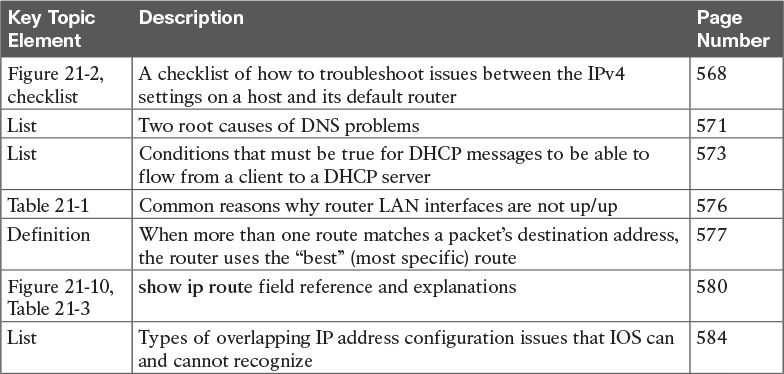 Key Topic Element Description Page Number
Figure 21-2, checklist A checklist of how to troubleshoot issues between the IPv4 settings on a host and its default router 568
List Two root causes of DNS problems 571
List Conditions that must be true for DHCP messages to be able to flow from a client to a DHCP server 573
Table 21-1 Common reasons why router LAN interfaces are not up/up 576
Definition When more than one route matches a packet's destination address, the router uses the “best” (most specific) route 577
Figure 21-10, Table 21-3 show ip route field reference and explanations 580
List Types of overlapping IP address configuration issues that IOS can and cannot recognize 584